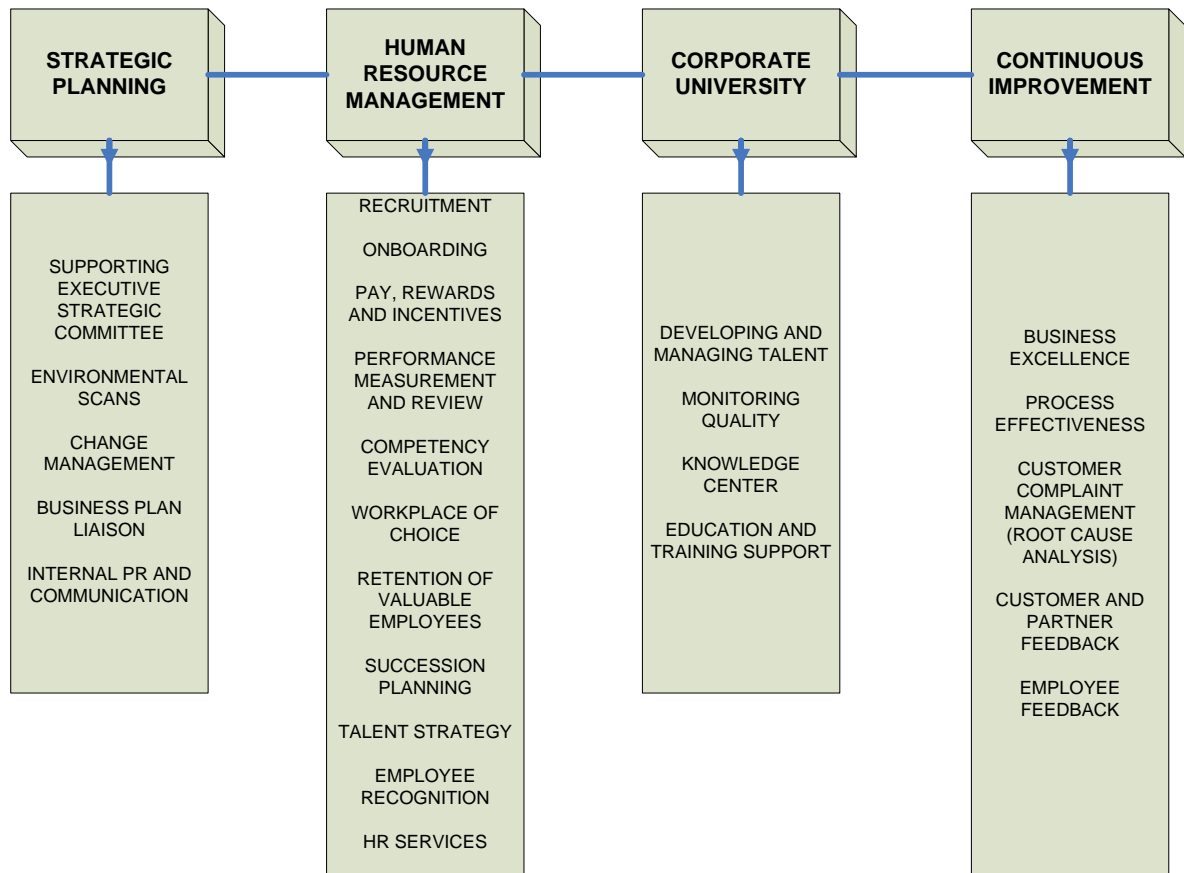 STRATEGIC
PLANNING
HUMAN
RESOURCE
MANAGEMENT
CORPORATE
UNIVERSITY
CONTINUOUS
IMPROVEMENT
SUPPORTING
EXECUTIVE
STRATEGIC
COMMITTEE
ENVIRONMENTAL
SCANS
CHANGE
MANAGEMENT
BUSINESS PLAN
LIAISON
INTERNAL PR AND
COMMUNICATION
RECRUITMENT
ONBOARDING
PAY, REWARDS
AND INCENTIVES
PERFORMANCE
MEASUREMENT
AND REVIEW
COMPETENCY
EVALUATION
WORKPLACE OF
CHOICE
RETENTION OF
VALUABLE
EMPLOYEES
SUCCESSION
PLANNING
TALENT STRATEGY
EMPLOYEE
RECOGNITION
HR SERVICES
DEVELOPING AND
MANAGING TALENT
MONITORING
QUALITY
KNOWLEDGE
CENTER
EDUCATION AND
TRAINING SUPPORT
BUSINESS
EXCELLENCE
PROCESS
EFFECTIVENESS
CUSTOMER
COMPLAINT
MANAGEMENT
(ROOT CAUSE
ANALYSIS)
CUSTOMER AND
PARTNER
FEEDBACK
EMPLOYEE
FEEDBACK